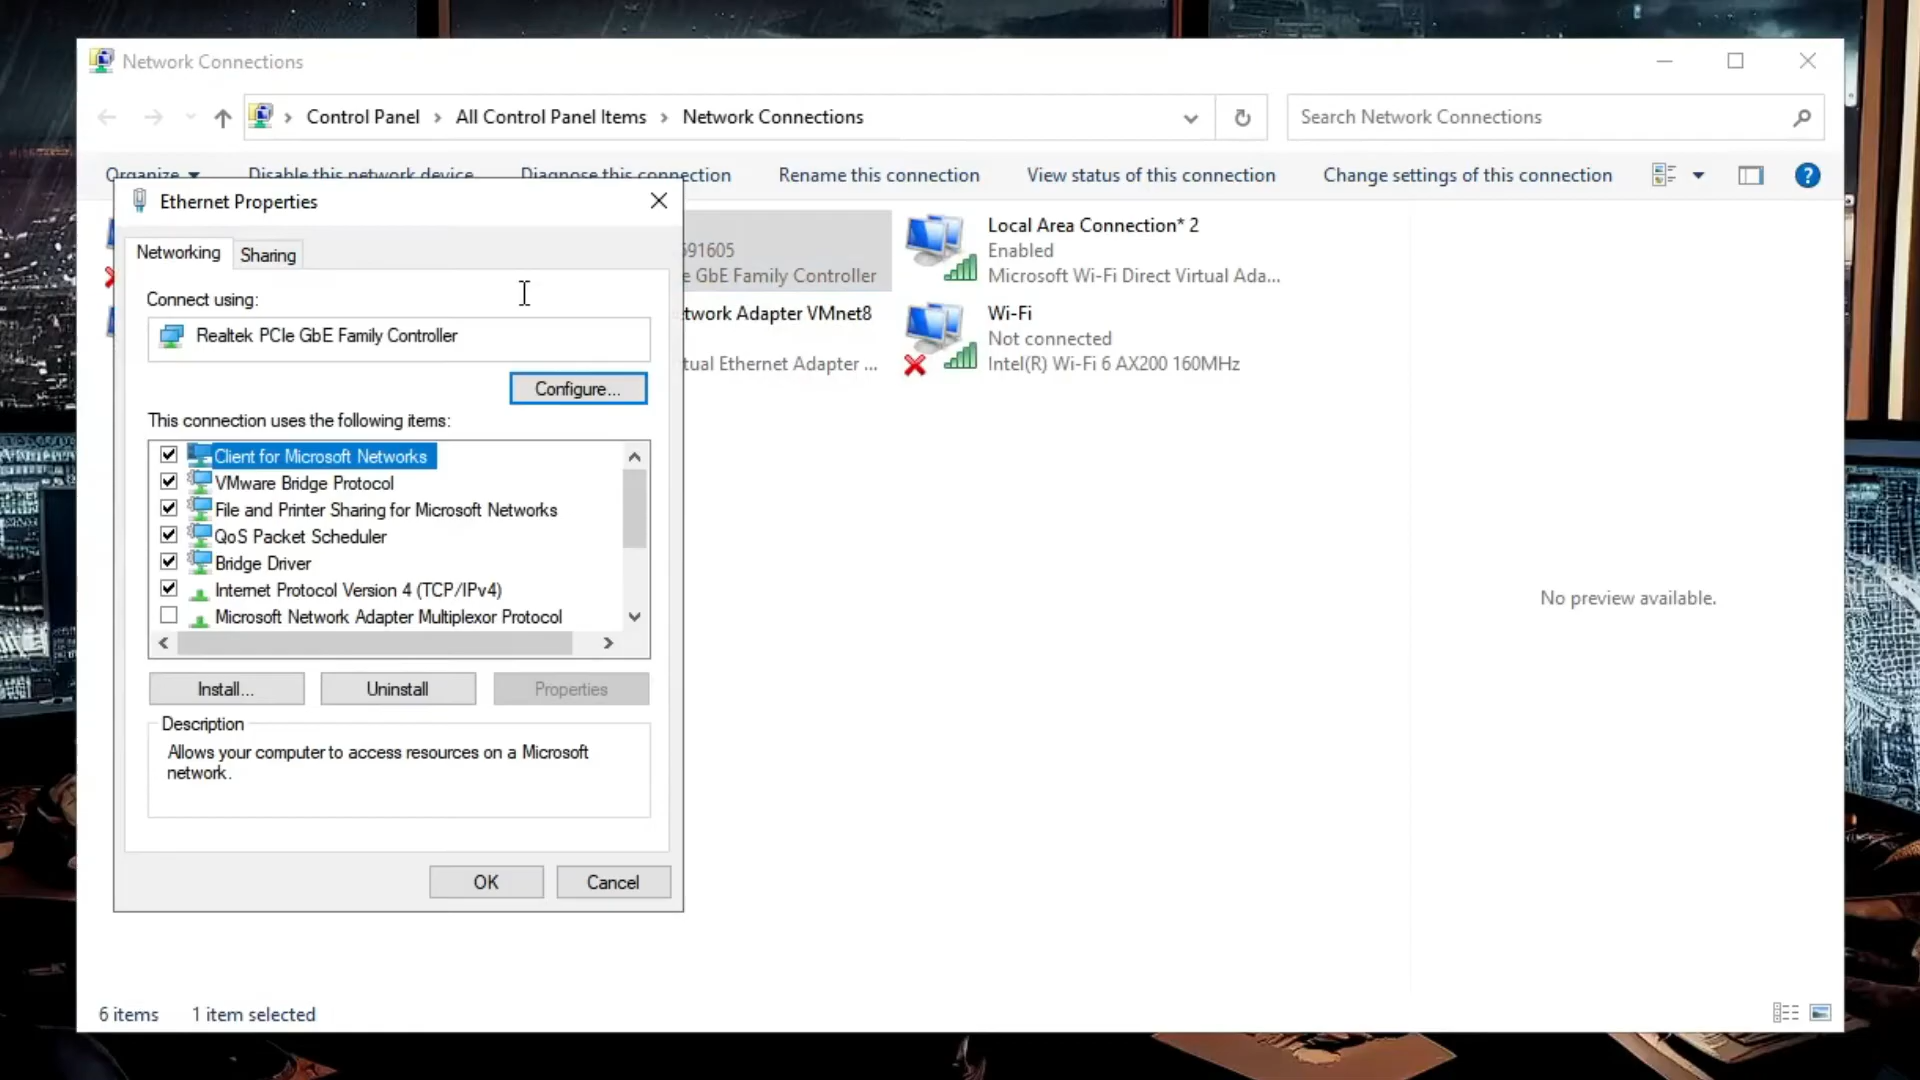 Network Connections
Control Panel > All Control Panel Items > Network Connections
Search Network Connections
Organize
Disable this network device
Diagnose this connection
Rename this connection
View status of this connection
Change settings of this connection
?
Ethernet Properties
Networking
Sharing
Connect using:
Realtek PCIe GbE Family Controller
Configure...
This connection uses the following items:
Client for Microsoft Networks
VMware Bridge Protocol
File and Printer Sharing for Microsoft Networks
QoS Packet Scheduler
Bridge Driver
Internet Protocol Version 4 (TCP/IPv4)
Microsoft Network Adapter Multiplexor Protocol
Install...
Uninstall
Properties
Description
Allows your computer to access resources on a Microsoft
network.
OK
Cancel
591605
e GbE Family Controller
twork Adapter VMnet8
tual Ethernet Adapter ...
Local Area Connection* 2
Enabled
Microsoft Wi-Fi Direct Virtual Ada...
Wi-Fi
Not connected
Intel(R) Wi-Fi 6 AX200 160MHz
No preview available.
6 items
1 item selected